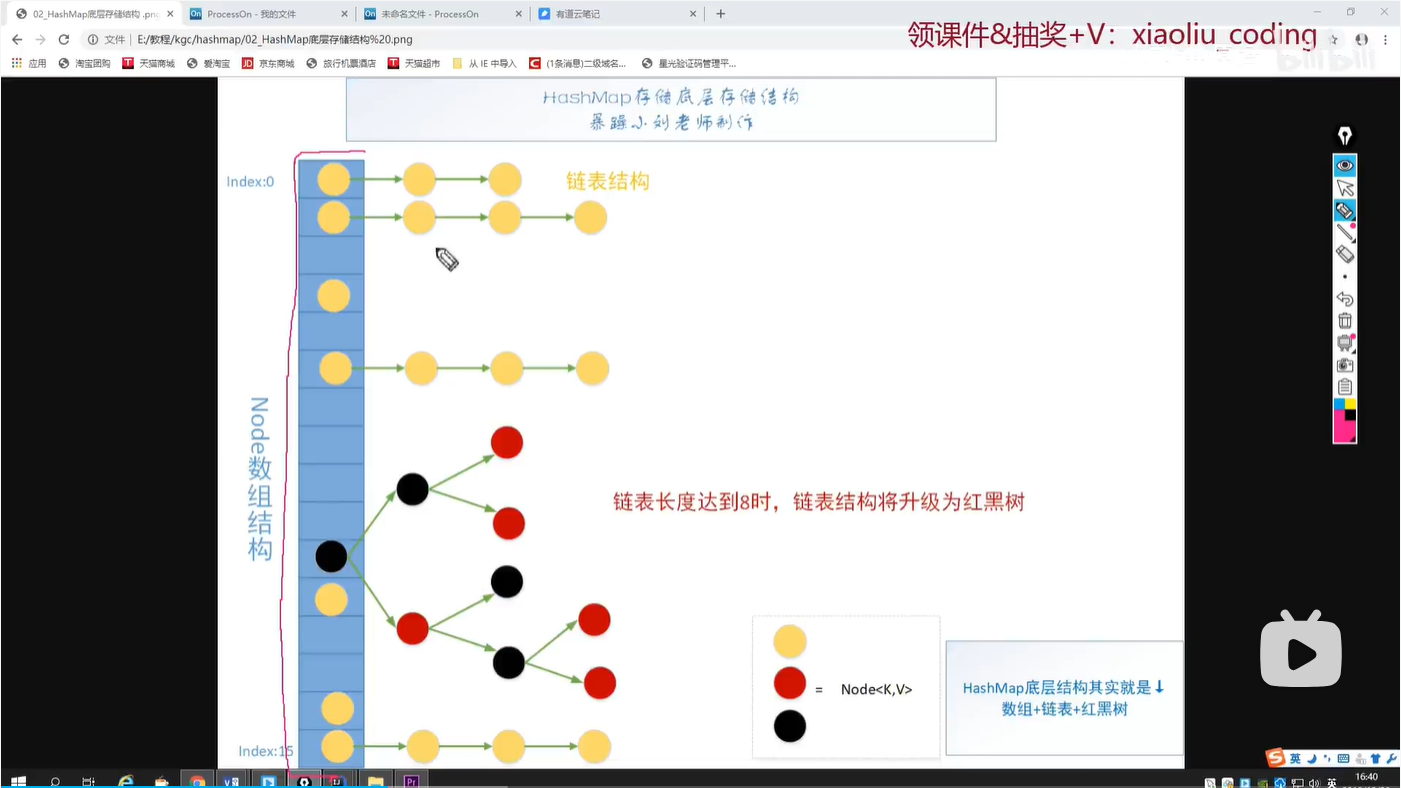 02_HashMap底层存储结构 .png
ProcessOn - 我的文件
未命名文件 - ProcessOn
有道云笔记
文件
E:/教程/kgc/hashmap/02_HashMap底层存储结构%20.png
领课件&抽奖+V：xiaoliu_coding
bilibili
应用
淘宝团购
天猫商城
爱淘宝
京东商城
旅行机票酒店
天猫超市
从 IE 中导入
(1条消息)二级域名...
星光验证码管理平...
HashMap存储底层存储结构
暴躁小刘老师制作
Index:0
链表结构
Node数组结构
链表长度达到8时，链表结构将升级为红黑树
= Node<K,V>
HashMap底层结构其实就是↓
数组+链表+红黑树
Index:15
英
英
16:40